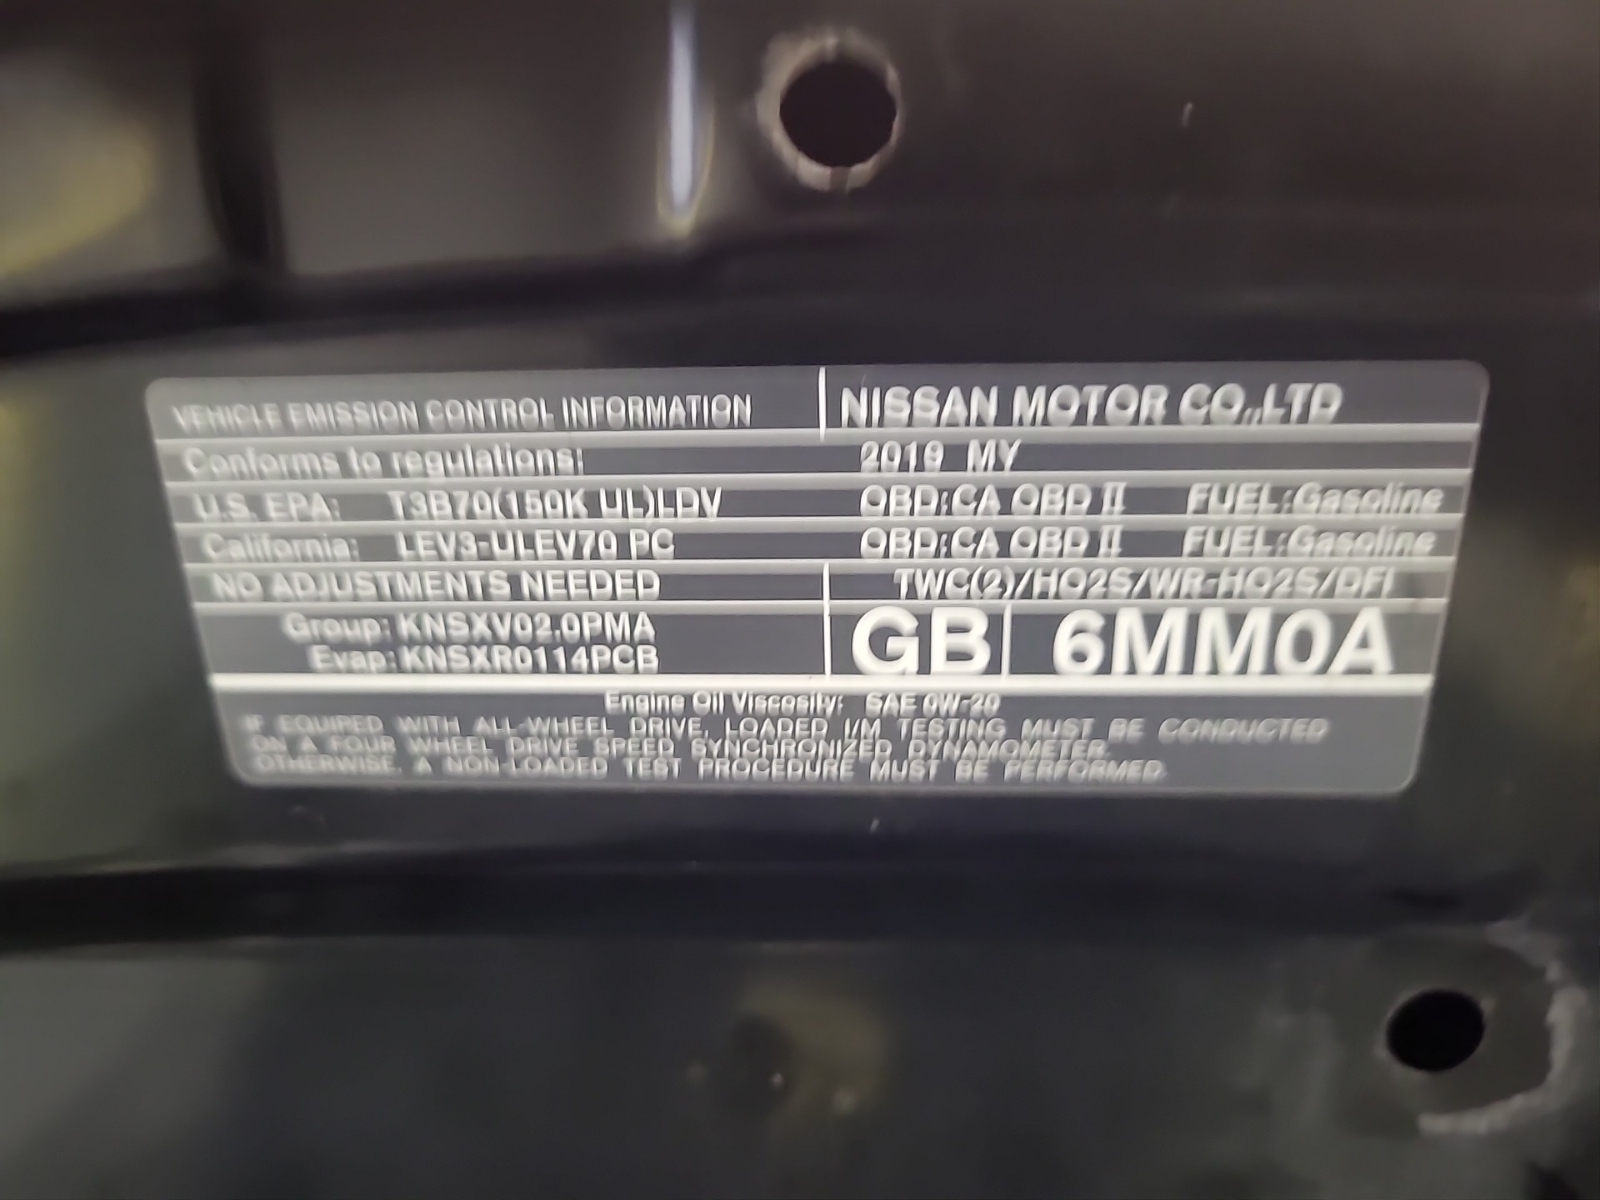 VEHICLE EMISSION CONTROL INFORMATION NISSAN MOTOR CO.,LTD
Conforms to regulations: 2019 MY
U.S. EPA: T3B70(150K UL)LDV OBD:CA OBD II FUEL:Gasoline
California: LEV3-ULEV70 PC OBD:CA OBD II FUEL:Gasoline
NO ADJUSTMENTS NEEDED TWC(2)/HO2S/WR-HO2S/DFI
Group: KNSXV02.0PMA GB 6MM0A
Evap: KNSXR0114PCB
Engine Oil Viscosity: SAE 0W-20
IF EQUIPED WITH ALL-WHEEL DRIVE, LOADED I/M TESTING MUST BE CONDUCTED
ON A FOUR WHEEL DRIVE SPEED SYNCHRONIZED DYNAMOMETER.
OTHERWISE, A NON-LOADED TEST PROCEDURE MUST BE PERFORMED.